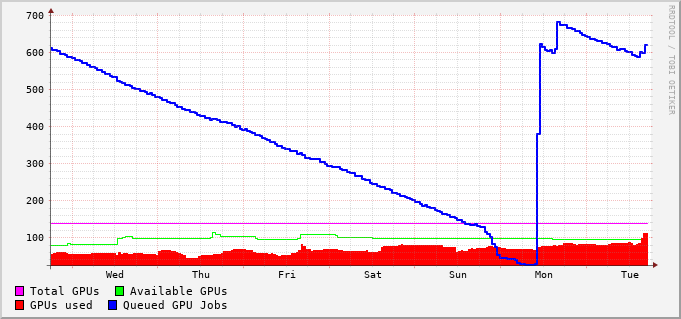 700
600
500
400
300
200
100
Wed Thu Fri Sat Sun Mon Tue
Total GPUs Available GPUs
GPUs used Queued GPU Jobs
RRDTOOL / TOBI OETIKER